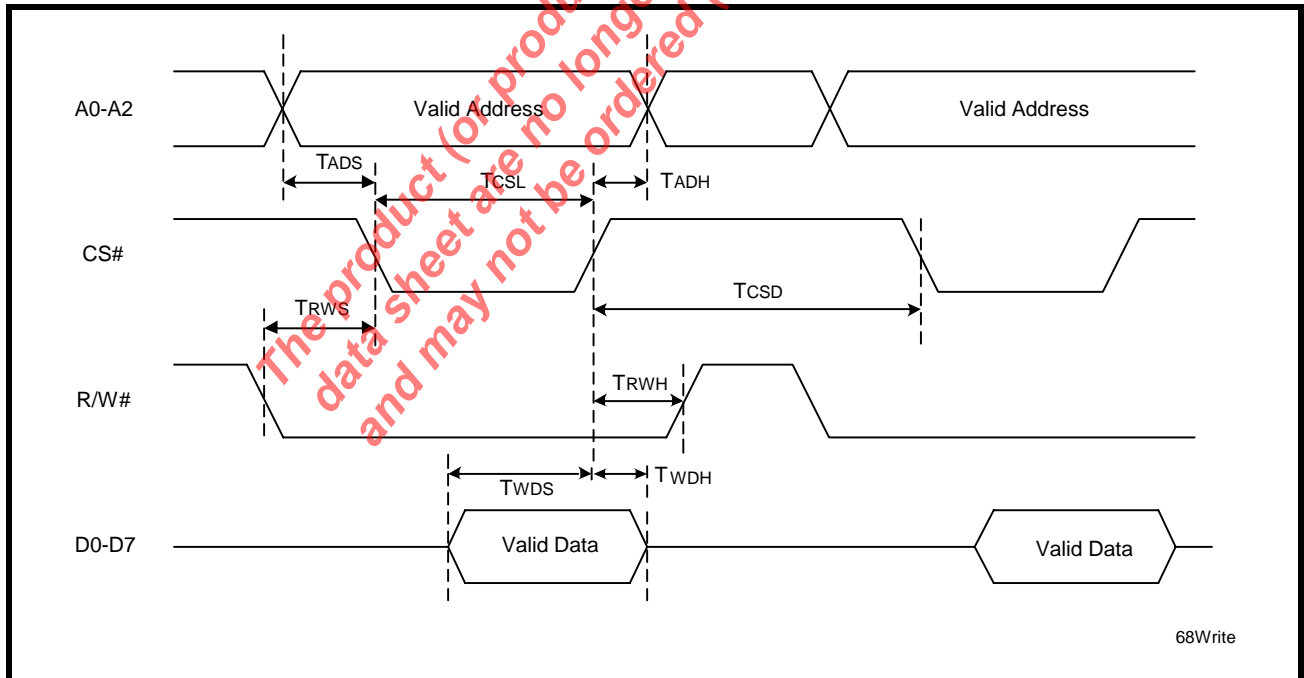 A0-A2
Valid Address
Valid Address
TADS
TCSL
TADH
CS#
TCSD
TRWS
R/W#
TRWH
TWDS
TWDH
D0-D7
Valid Data
Valid Data
68Write
The product (or produ
data sheet are no longe
and may not be ordered (